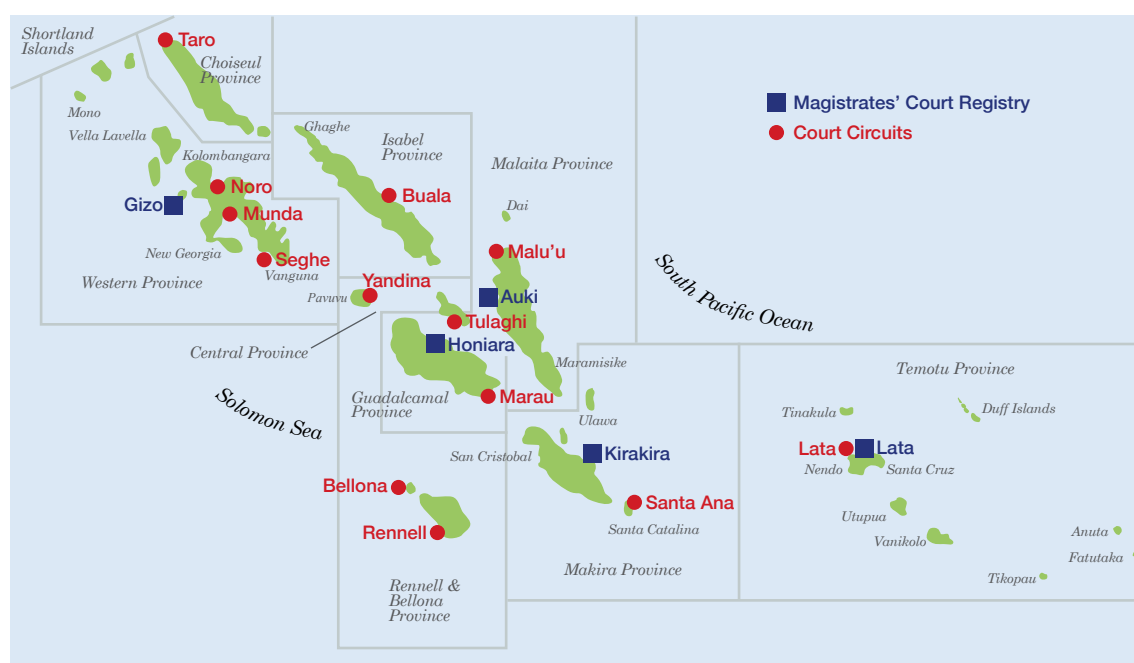 Shortland
Islands
Taro
Choiseul
Province
Mono
Vella Lavella
Kolombangara
Ghaghe
Isabel
Province
Malaita Province
Magistrates' Court Registry
Court Circuits
Noro
Gizo
Munda
Buala
Dai
New Georgia
Seghe
Vanguna
Western Province
Malu'u
South Pacific Ocean
Yandina
Pavuvu
Auki
Tulaghi
Central Province
Honiara
Maramisike
Temotu Province
Solomon Sea
Guadalcamal
Province
Marau
Ulawa
Tinakula
Duff Islands
San Cristobal
Kirakira
Lata
Lata
Nendo
Santa Cruz
Bellona
Santa Ana
Rennell
Santa Catalina
Utupua
Vanikolo
Anuta
Fatutaka
Makira Province
Tikopau
Rennell &
Bellona
Province